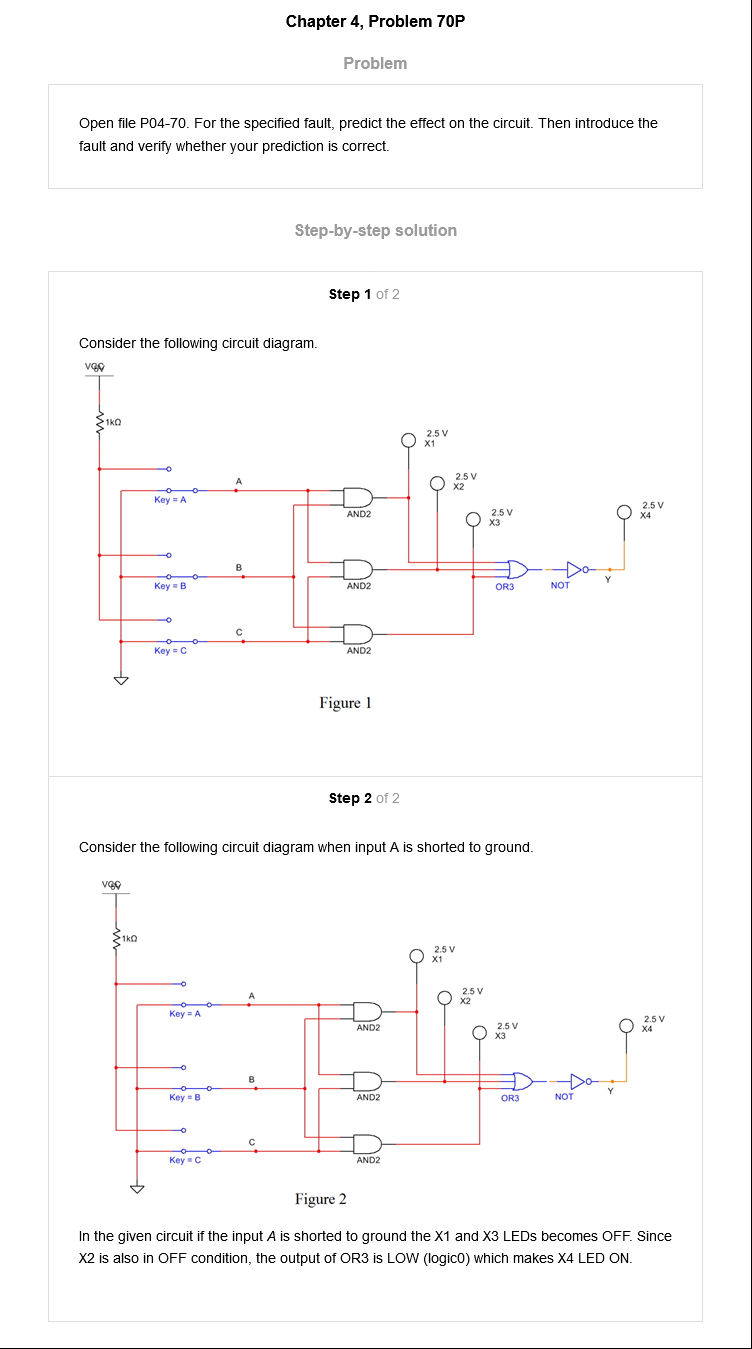 Chapter 4, Problem 70P
Problem
Open file P04-70. For the specified fault, predict the effect on the circuit. Then introduce the
fault and verify whether your prediction is correct.
Step-by-step solution
Step 1 of 2
Consider the following circuit diagram.
1kΩ
2.5 V
X1
2.5 V
X2
2.5 V
X3
2.5 V
X4
A
Key = A
AND2
B
Key = B
AND2
OR3
NOT
Y
C
Key = C
AND2
Figure 1
Step 2 of 2
Consider the following circuit diagram when input A is shorted to ground.
1kΩ
2.5 V
X1
2.5 V
X2
2.5 V
X3
2.5 V
X4
A
Key = A
AND2
B
Key = B
AND2
OR3
NOT
Y
C
Key = C
AND2
Figure 2
In the given circuit if the input A is shorted to ground the X1 and X3 LEDs becomes OFF. Since
X2 is also in OFF condition, the output of OR3 is LOW (logic0) which makes X4 LED ON.